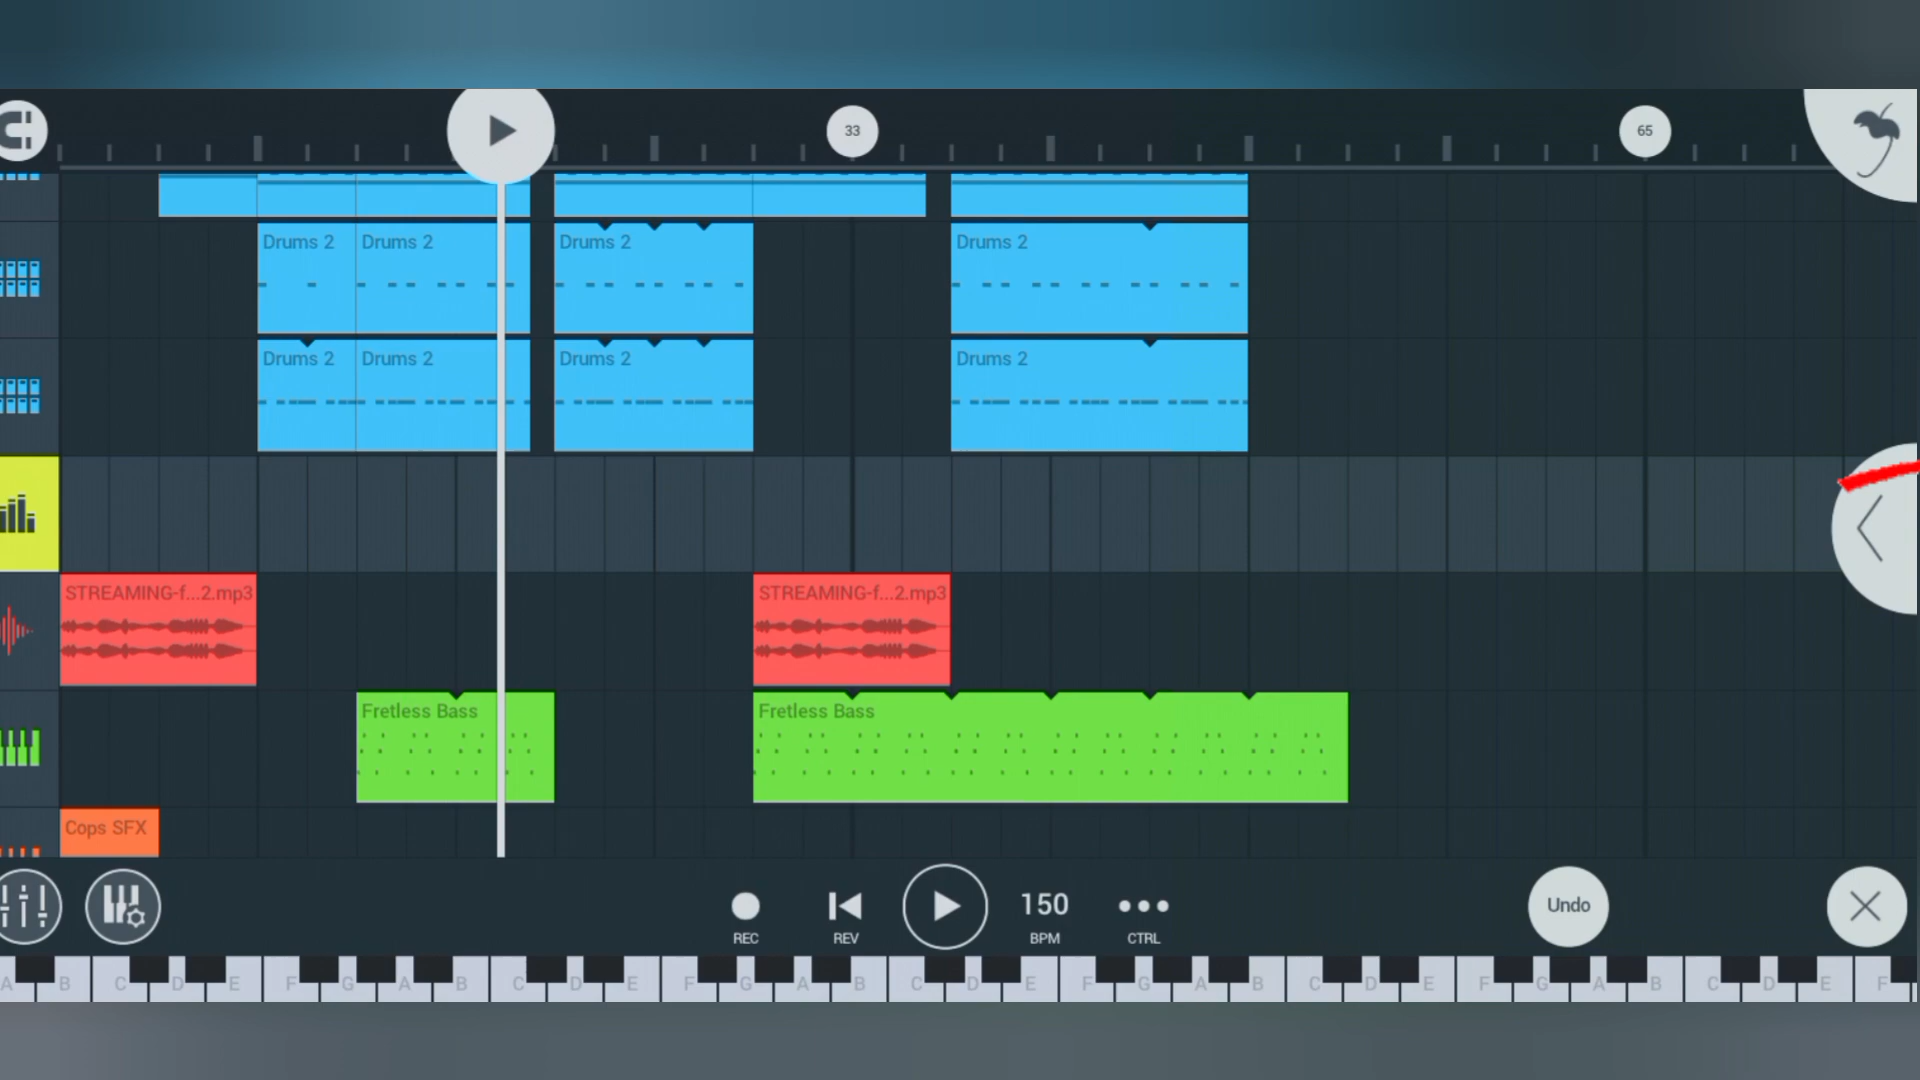 33
65
Drums 2
Drums 2
Drums 2
Drums 2
Drums 2
Drums 2
Drums 2
Drums 2
STREAMING-f...2.mp3
STREAMING-f...2.mp3
Fretless Bass
Fretless Bass
Cops SFX
REC
REV
150
BPM
CTRL
Undo
A B C D E F G A B C D E F G A B C D E F G A B C D E F G A B C D E F